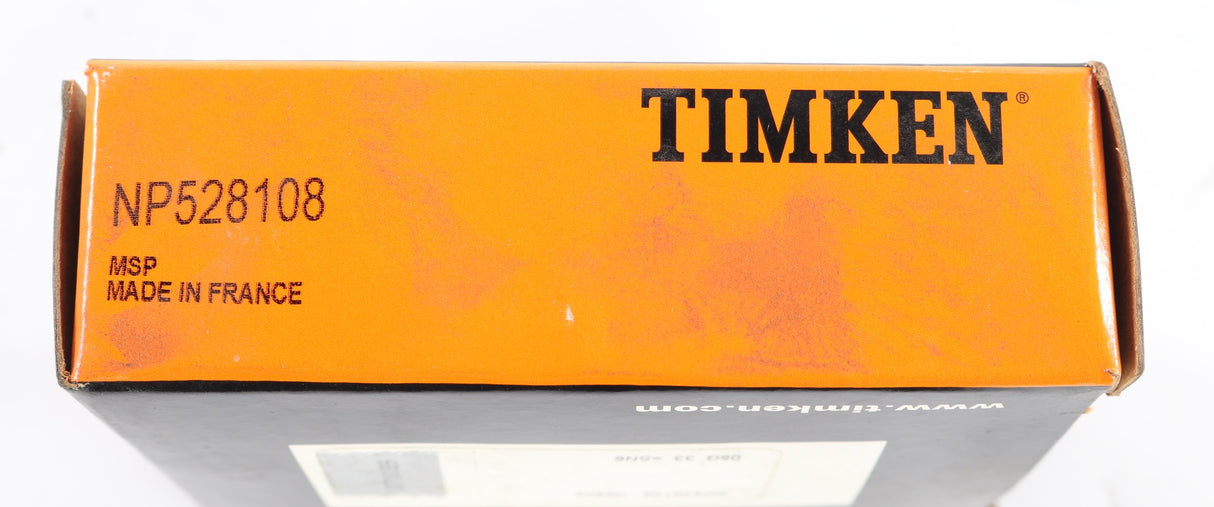 TIMKEN®
NP528108
MSP
MADE IN FRANCE
www.timken.com